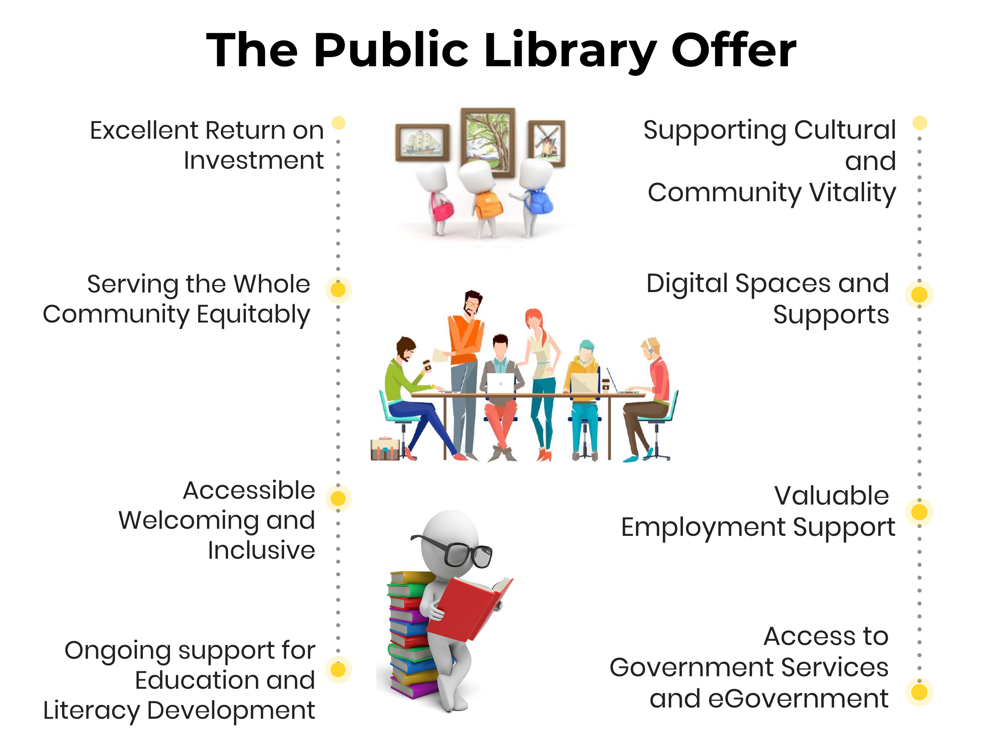 The Public Library Offer
Excellent Return on
Investment
Serving the Whole
Community Equitably
Accessible
Welcoming and
Inclusive
Ongoing support for
Education and
Literacy Development
Supporting Cultural
and
Community Vitality
Digital Spaces and
Supports
Valuable
Employment Support
Access to
Government Services
and eGovernment